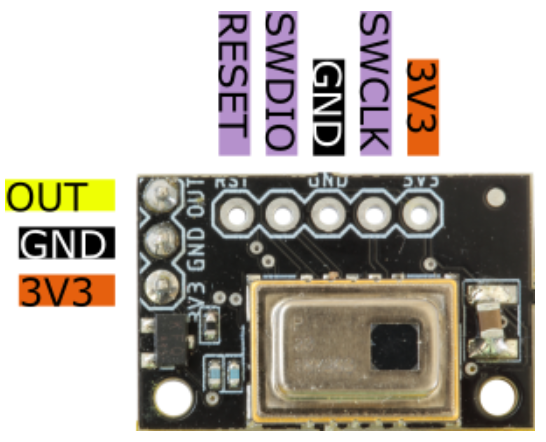 RESET
SWDIO
GND
SWCLK
3V3
OUT
GND
3V3
RST
GND
3V3
3V3 GND OUT